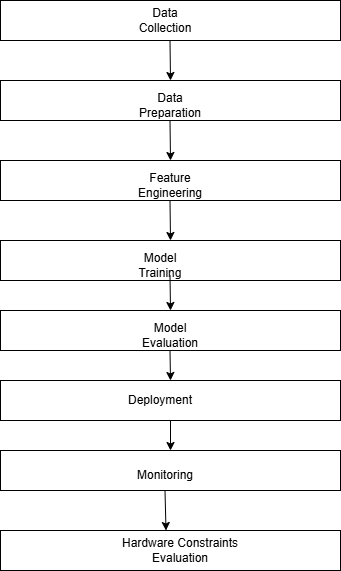 Data
Collection
Data
Preparation
Feature
Engineering
Model
Training
Model
Evaluation
Deployment
Monitoring
Hardware Constraints
Evaluation